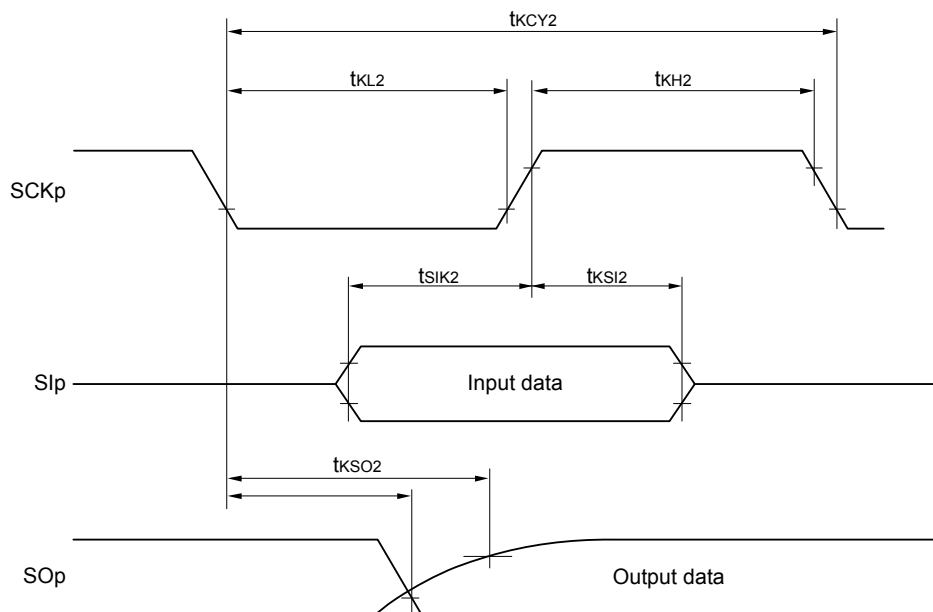 tKCY2
tKL2
tKH2
SCKp
tSIK2
tKSI2
SIp
Input data
tKSO2
SOp
Output data